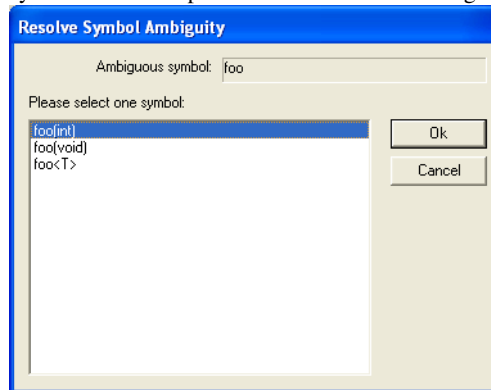 Resolve Symbol Ambiguity
Ambiguous symbol: foo
Please select one symbol:
foo(int)
foo(void)
foo<T>
Ok
Cancel